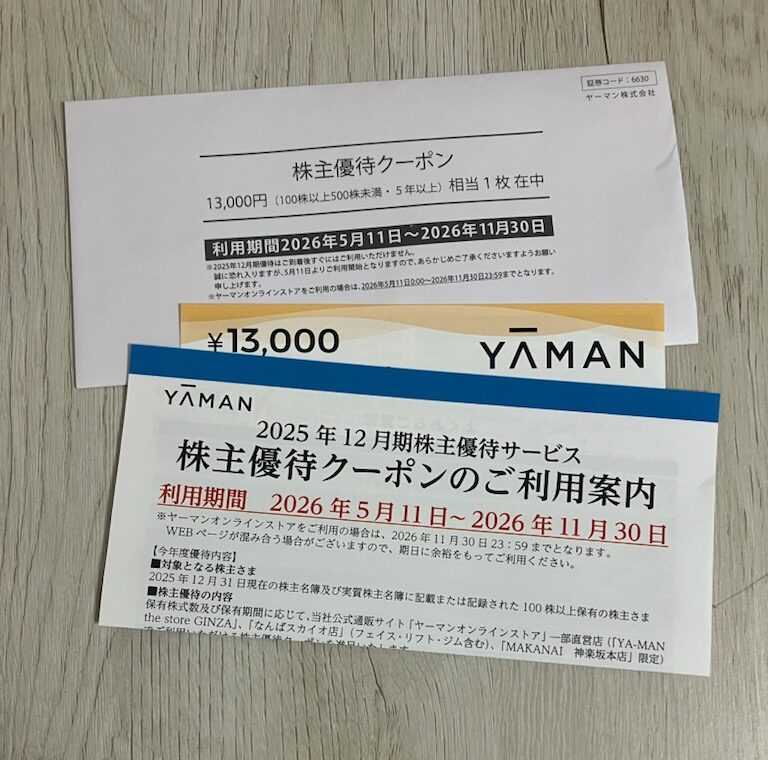 証券コード：6630
ヤーマン株式会社
株主優待クーポン
13,000円（100株以上500株未満・5年以上）相当1枚 在中
利用期間2026年5月11日～2026年11月30日
※2025年12月期優待はご到着後すぐにはご利用いただけません。
誠に恐れ入りますが、5月11日よりご利用開始となりますので、あらかじめご了承くださいますようお願い
申し上げます。
※ヤーマンオンラインストアをご利用の場合は、2026年5月11日0:00～2026年11月30日23:59までとなります。
¥13,000
YAMAN
YAMAN
2025年12月期株主優待サービス
株主優待クーポンのご利用案内
利用期間　2026年5月11日～2026年11月30日
※ヤーマンオンラインストアをご利用の場合は、2026年11月30日23：59までとなります。
WEBページが混み合う場合がございますので、期日に余裕をもってご利用ください。
【今年度優待内容】
■対象となる株主さま
2025年12月31日現在の株主名簿及び実質株主名簿に記載または記録された100株以上保有の株主さま
■株主優待の内容
保有株式数及び保有期間に応じて、当社公式通販サイト「ヤーマンオンラインストア」一部直営店（「YA-MAN
the store GINZA」、「なんばスカイオ店」（フェイス・リフト・ジム含む）、「MAKANAI　神楽坂本店」限定）